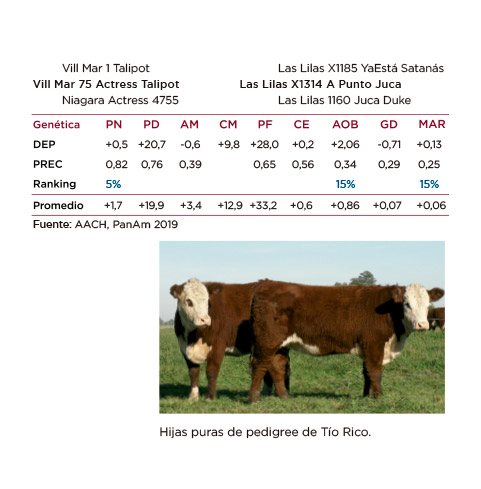 Vill Mar 1 Talipot Las Lilas X1185 YaEstá Satanás
Vill Mar 75 Actress Talipot Las Lilas X1314 A Punto Juca
Niagara Actress 4755 Las Lilas 1160 Juca Duke
Genética PN PD AM CM PF CE AOB GD MAR
DEP +0,5 +20,7 -0,6 +9,8 +28,0 +0,2 +2,06 -0,71 +0,13
PREC 0,82 0,76 0,39 0,65 0,56 0,34 0,29 0,25
Ranking 5% 15% 15%
Promedio +1,7 +19,9 +3,4 +12,9 +33,2 +0,6 +0,86 +0,07 +0,06
Fuente: AACH, PanAm 2019
Hijas puras de pedigree de Tío Rico.